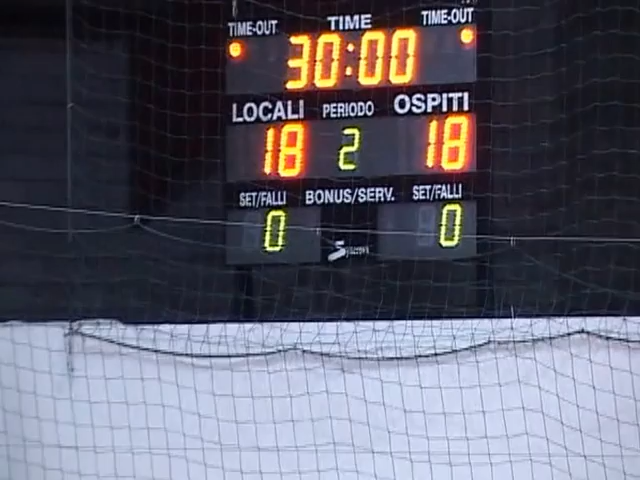 TIME-OUT TIME TIME-OUT
30:00
LOCALI PERIODO OSPITI
18 2 18
SET/FALLI BONUS/SERV. SET/FALLI
0 0